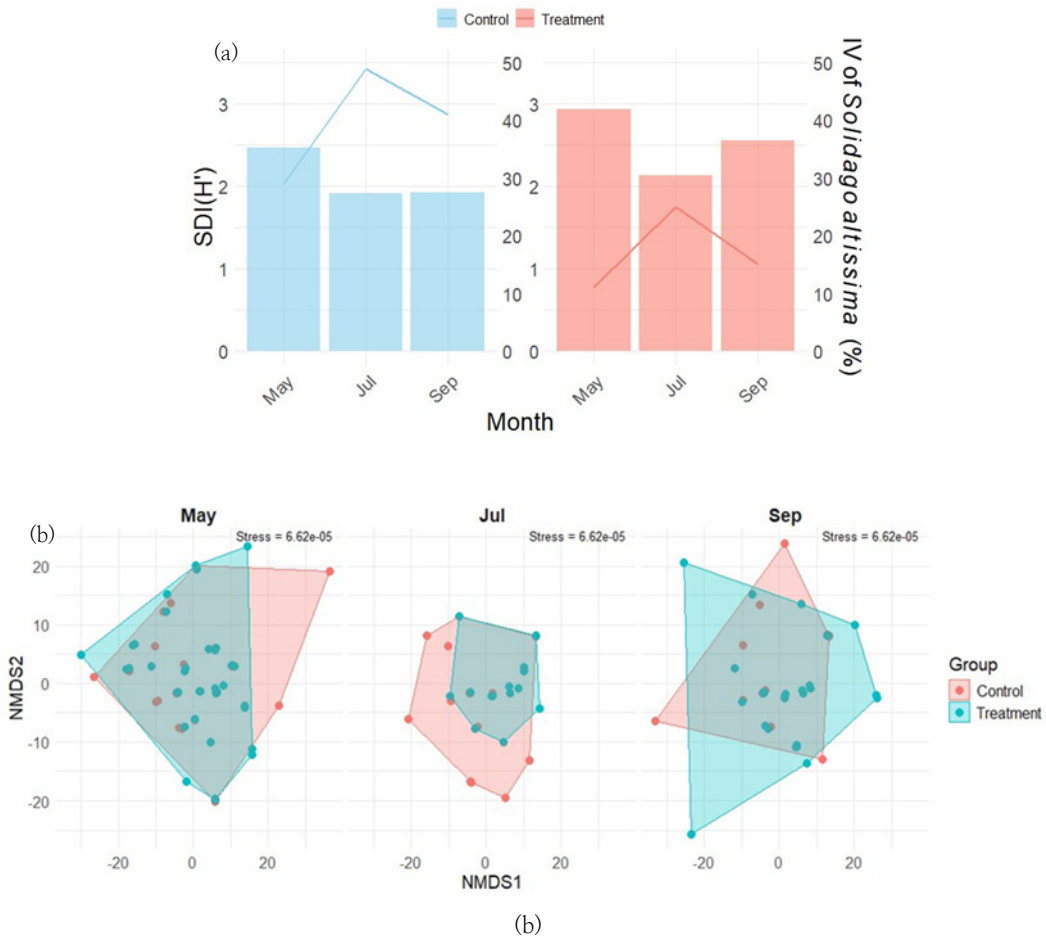 Control Treatment
(a)
SDI(H')
3
2
1
0
50
40
30
20
10
0
3
2
1
0
50
40
30
20
10
0
IV of Solidago altissima (%)
May Jul Sep
May Jul Sep
Month
(b)
May Jul Sep
Stress = 6.62e-05 Stress = 6.62e-05 Stress = 6.62e-05
NMDS2
20
10
0
-10
-20
Group
Control
Treatment
-20 0 20 -20 0 20 -20 0 20
NMDS1
(b)